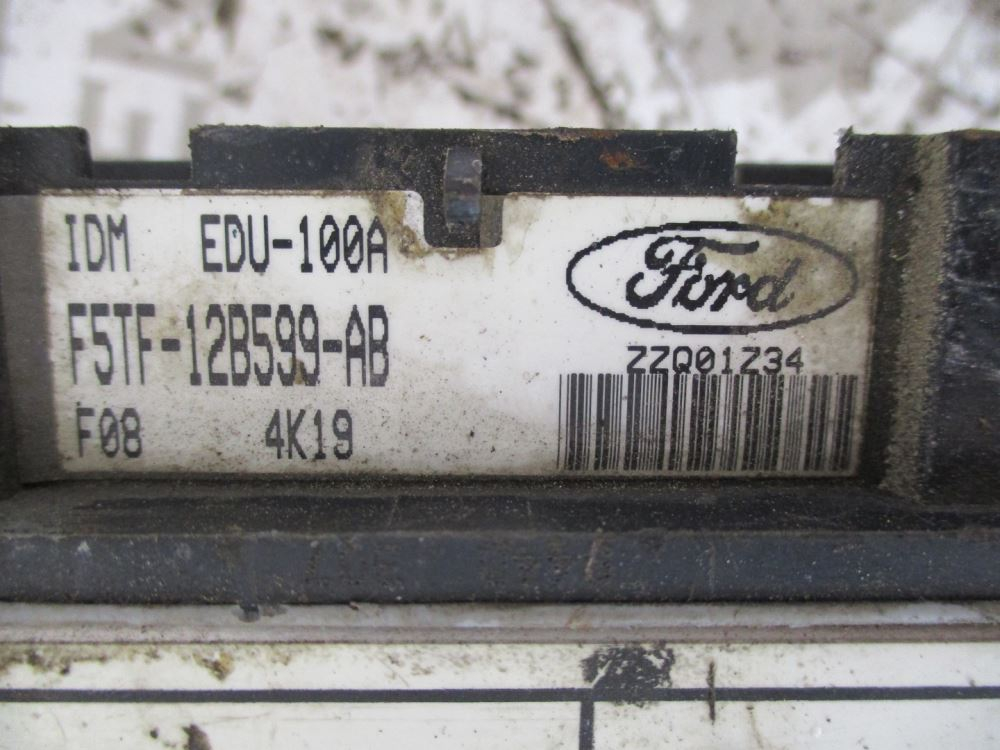 IDM EDU-100A
F5TF-12B599-AB
F08 4K19
Ford
ZZQ01Z34